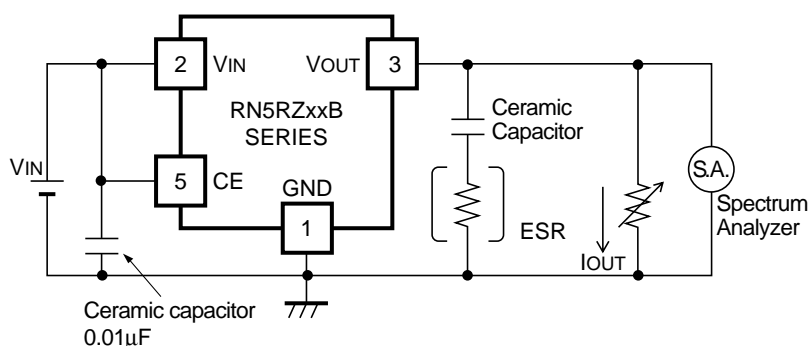 2
VIN
VOUT
3
RN5RZxxB
SERIES
Ceramic
Capacitor
VIN
5
CE
GND
1
ESR
S.A.
Spectrum
Analyzer
IOUT
Ceramic capacitor
0.01µF